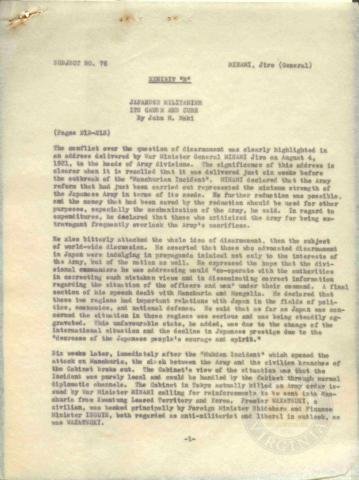 SUBJECT NO. 76 MINAMI, Jiro (General)
EXHIBIT "B"
JAPANESE MILITARISM
ITS CAUSE AND CURE
By John M. Maki
(Pages 212-213)
The conflict over the question of disarmament was clearly highlighted in
an address delivered by War Minister General MINAMI Jiro on August 4,
1931, to the heads of Army divisions. The significance of this address is
clearer when it is recalled that it was delivered just six weeks before
the outbreak of the "Manchurian Incident". MINAMI declared that the Army
reform that had just been carried out represented the minimum strength of
the Japanese Army in terms of its needs. No further reduction was possible,
and the money that had been saved by the reduction should be used for other
purposes, especially the mechanization of the army, he said. In regard to
expenditures, he declared that those who criticized the Army for being ex-
travagant frequently overlook the Army's sacrifices.
He also bitterly attacked the whole idea of disarmament, then the subject
of world-wide discussion. He asserted that those who advocated disarmament
in Japan were indulging in propaganda inimical not only to the interests of
the Army, but of the nation as well. He expressed the hope that the divi-
sional commanders he was addressing would "co-operate with the authorities
in correcting such mistaken views and in disseminating correct information
regarding the situation of the officers and men" under their command. A final
section of his speech dealt with Manchuria and Mongolia. He declared that
these two regions had important relations with Japan in the fields of poli-
tics, economics, and national defense. He said that as far as Japan was con-
cerned the situation in those regions was serious and was being steadily ag-
gravated. This unfavorable state, he added, was due to the change of the
international situation and the decline in Japanese prestige due to the
"decrease of the Japanese people's courage and spirit."
Six weeks later, immediately after the "Mukden Incident" which opened the
attack on Manchuria, the clash between the Army and the civilian branches of
the Cabinet broke out. The Cabinet's view of the situation was that the
Incident was purely local and could be handled by the Cabinet through normal
diplomatic channels. The Cabinet in Tokyo actually killed an Army order is-
sued by War Minister MINAMI calling for reinforcements to be sent into Man-
churia from Kwantung Leased Territory and Korea. Premier WAKATSUKI, a
civilian, was backed principally by Foreign Minister Shidehara and Finance
Minister INOUYE, both regarded as anti-militarist and liberal in outlook, as
was WAKATSUKI.
-1-